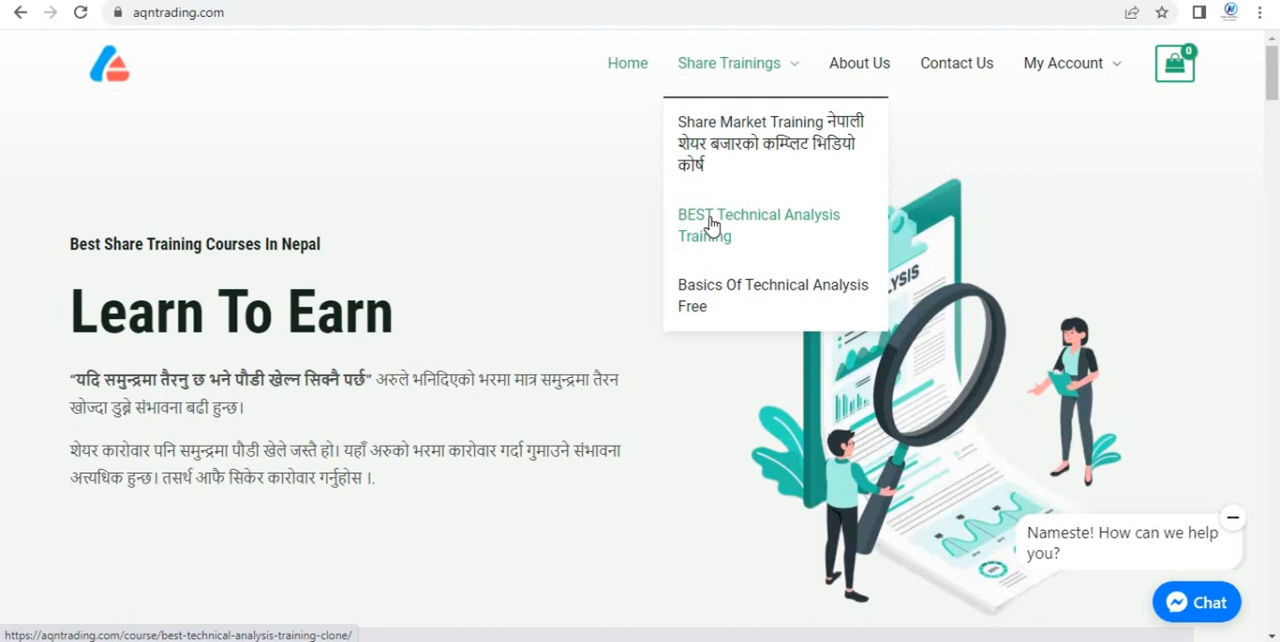 aqntrading.com
Home
Share Trainings
About Us
Contact Us
My Account
0
Share Market Training नेपाली
शेयर बजारको कम्प्लिट भिडियो
कोर्ष
BEST Technical Analysis
Training
Basics Of Technical Analysis
Free
YSIS
Best Share Training Courses In Nepal
Learn To Earn
“यदि समुन्द्रमा तैरनु छ भने पौडी खेल्न सिक्नै पर्छ” अरुले भनिदिएको भरमा मात्र समुन्द्रमा तैरन
खोज्दा डुब्ने संभावना बढी हुन्छ।
शेयर कारोवार पनि समुन्द्रमा पौडी खेले जस्तै हो। यहाँ अरुको भरमा कारोवार गर्दा गुमाउने संभावना
अत्यधिक हुन्छ। तसर्थ आफै सिकेर कारोवार गर्नुहोस ।.
Nameste! How can we help
you?
Chat
https://aqntrading.com/course/best-technical-analysis-training-clone/